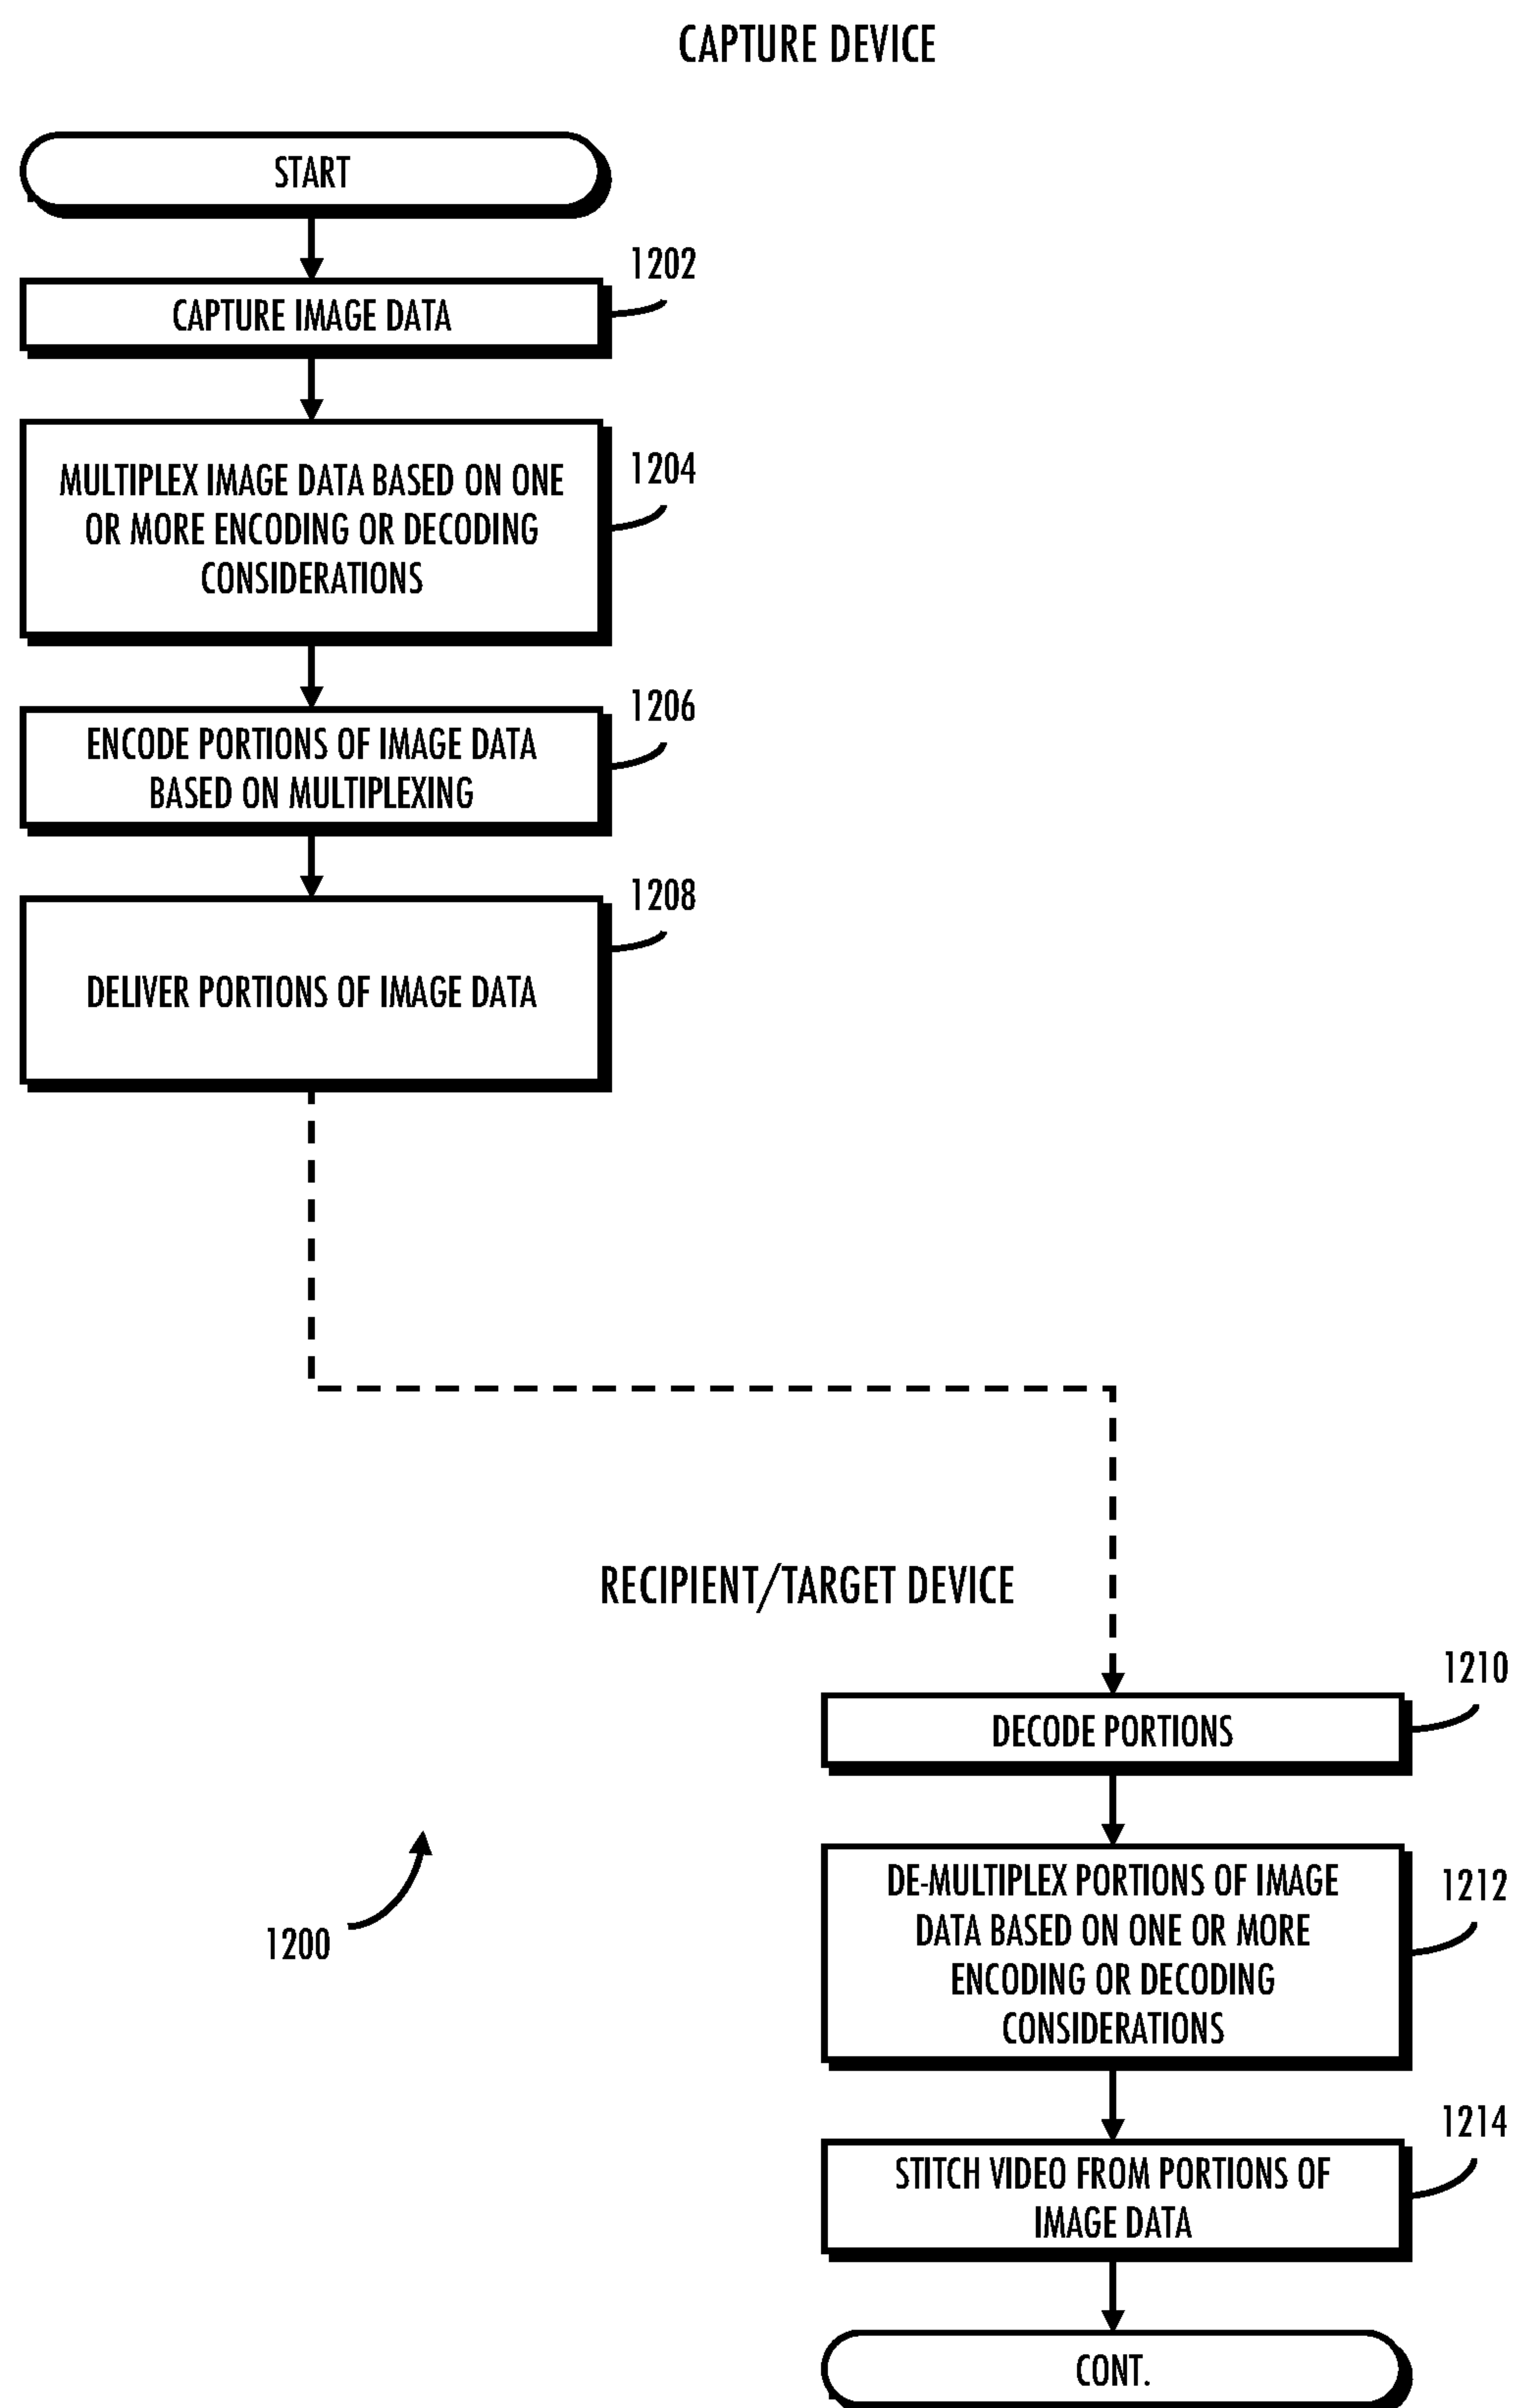 CAPTURE DEVICE
START
1202
CAPTURE IMAGE DATA
1204
MULTIPLEX IMAGE DATA BASED ON ONE
OR MORE ENCODING OR DECODING
CONSIDERATIONS
1206
ENCODE PORTIONS OF IMAGE DATA
BASED ON MULTIPLEXING
1208
DELIVER PORTIONS OF IMAGE DATA
RECIPIENT/TARGET DEVICE
1210
DECODE PORTIONS
1212
DE-MULTIPLEX PORTIONS OF IMAGE
DATA BASED ON ONE OR MORE
ENCODING OR DECODING
CONSIDERATIONS
1200
1214
STITCH VIDEO FROM PORTIONS OF
IMAGE DATA
CONT.